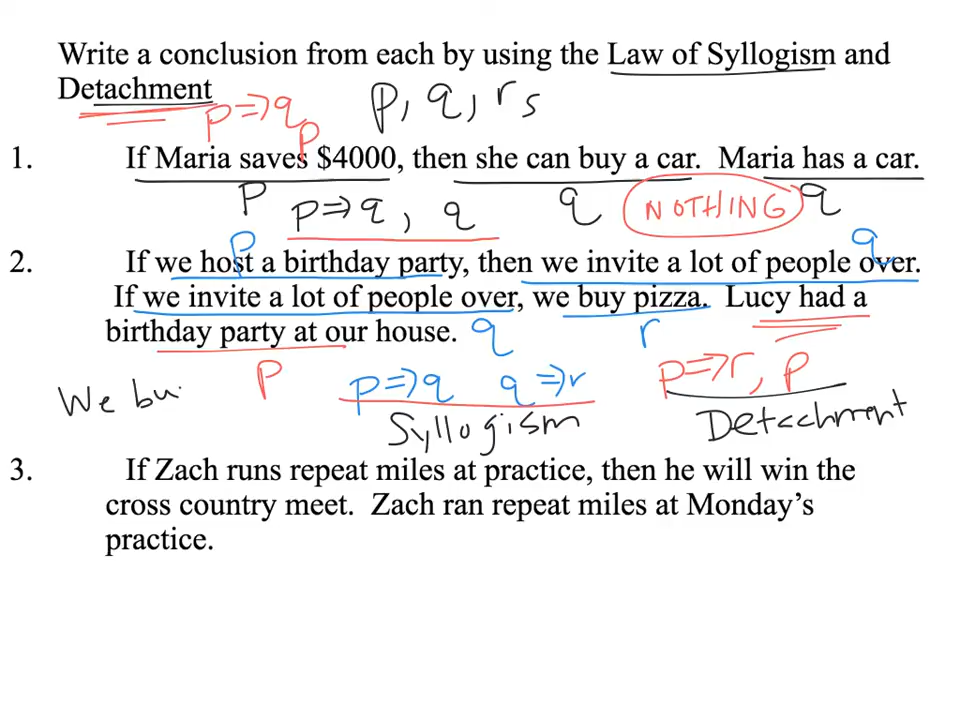 Write a conclusion from each by using the Law of Syllogism and
Detachment p⇒q, p p, q, r s
1. If Maria saves $4000, then she can buy a car. Maria has a car.
p p⇒q, q q NOTHING q
p q
2. If we host a birthday party, then we invite a lot of people over.
If we invite a lot of people over, we buy pizza. Lucy had a
birthday party at our house. q r
We bu p p⇒q q⇒r p⇒r, p
Syllogism Detachment
3. If Zach runs repeat miles at practice, then he will win the
cross country meet. Zach ran repeat miles at Monday’s
practice.